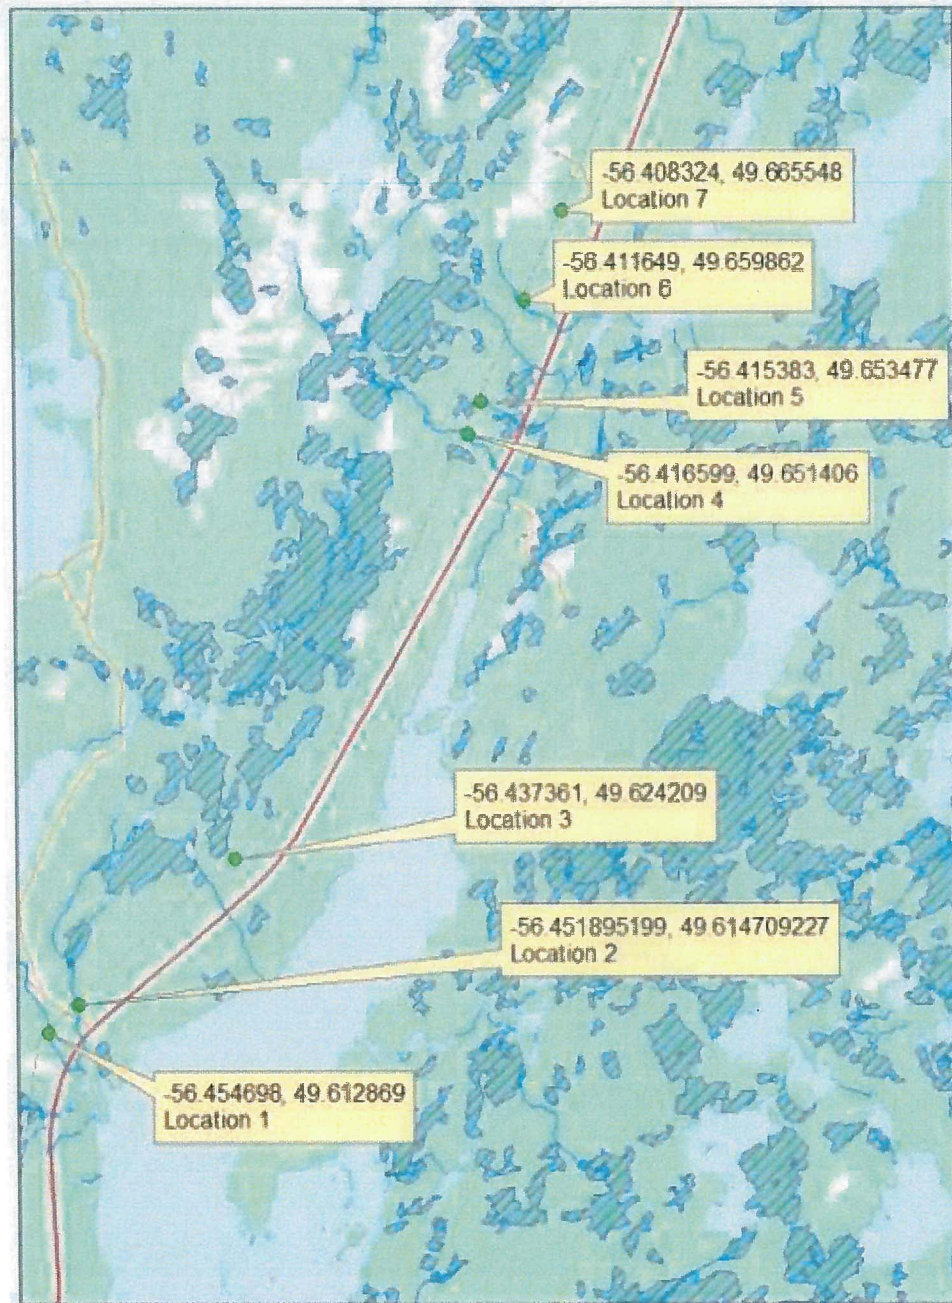 -56.408324, 49.665548
Location 7
-56.411649, 49.659862
Location 6
-56.415383, 49.653477
Location 5
-56.416599, 49.651406
Location 4
-56.437361, 49.624209
Location 3
-56.451895199, 49.614709227
Location 2
-56.454698, 49.612869
Location 1